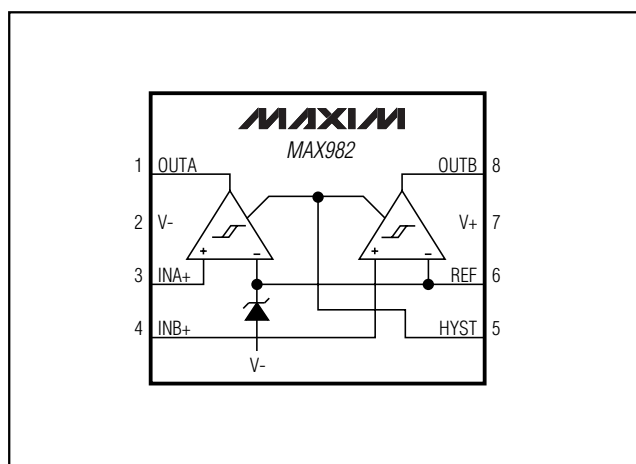 MAXIM
MAX982
1 OUTA
OUTB 8
2 V-
V+ 7
+ -
+ -
3 INA+
REF 6
4 INB+
HYST 5
V-